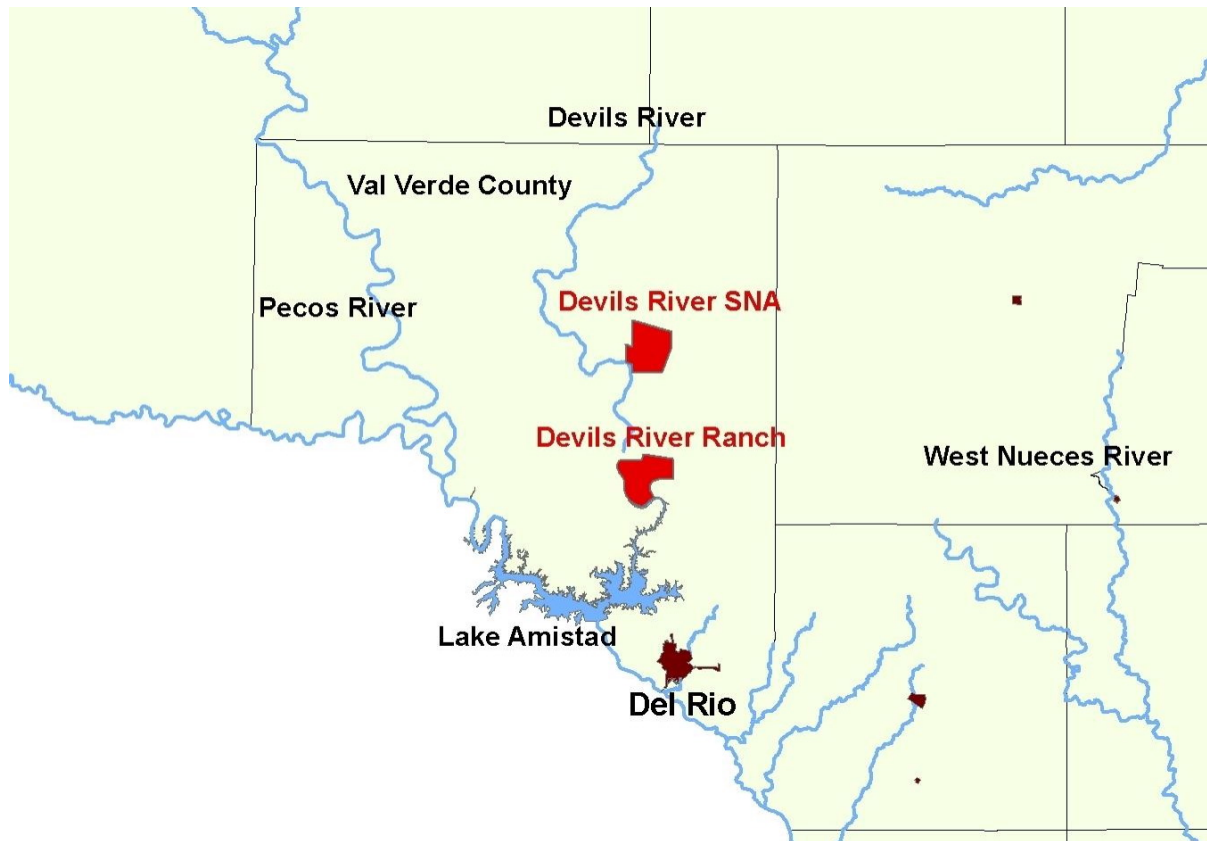 Devils River
Val Verde County
Devils River SNA
Pecos River
Devils River Ranch
West Nueces River
Lake Amistad
Del Rio